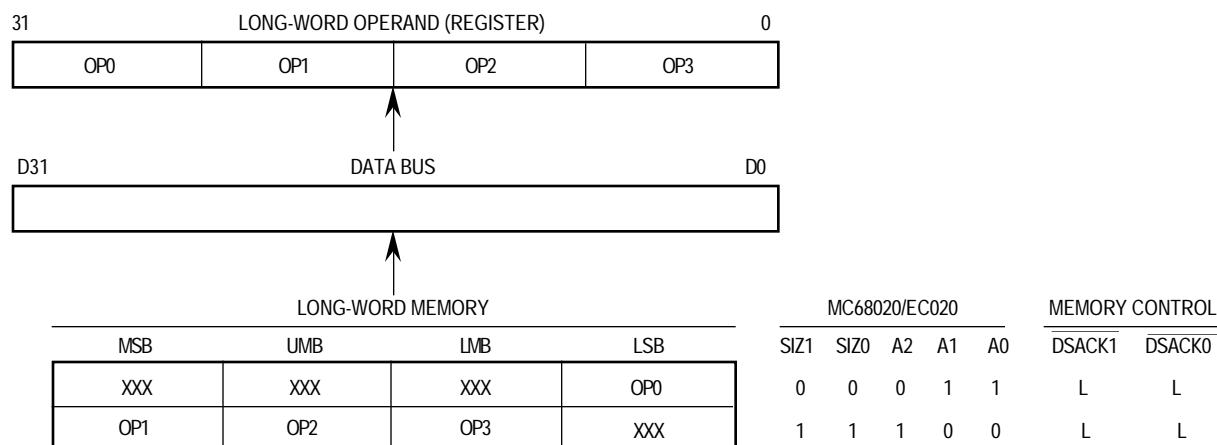 31 LONG-WORD OPERAND (REGISTER) 0
OP0 OP1 OP2 OP3
D31 DATA BUS D0
LONG-WORD MEMORY MC68020/EC020 MEMORY CONTROL
MSB UMB LMB LSB SIZ1 SIZ0 A2 A1 A0 DSACK1 DSACK0
XXX XXX XXX OP0 0 0 0 1 1 L L
OP1 OP2 OP3 XXX 1 1 1 0 0 L L